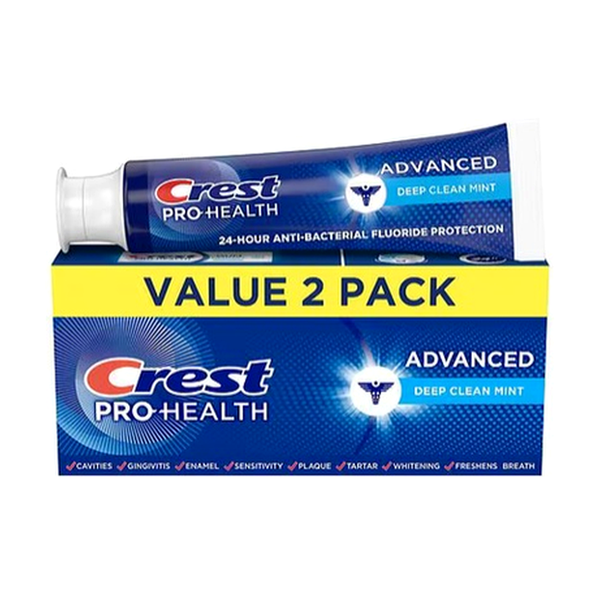 Crest
PRO-HEALTH
ADVANCED
DEEP CLEAN MINT
24-HOUR ANTI-BACTERIAL FLUORIDE PROTECTION
VALUE 2 PACK
Crest
PRO-HEALTH
ADVANCED
DEEP CLEAN MINT
✓CAVITIES ✓GINGIVITIS ✓ENAMEL ✓SENSITIVITY ✓PLAQUE ✓TARTAR ✓WHITENING ✓FRESHENS BREATH